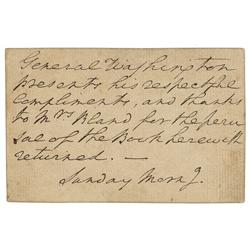 General Washington
presents his respectful
compliments, and thanks
to Mrs Bland for the peru
sal of the Book herewith
returned. —
Sunday Morng.